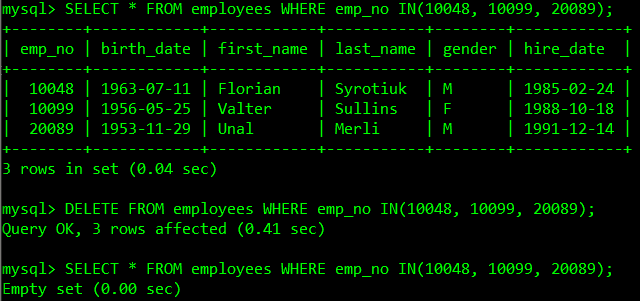 mysql> SELECT * FROM employees WHERE emp_no IN(10048, 10099, 20089);
+--------+------------+------------+-----------+--------+------------+
| emp_no | birth_date | first_name | last_name | gender | hire_date  |
+--------+------------+------------+-----------+--------+------------+
|  10048 | 1963-07-11 | Florian    | Syrotiuk  | M      | 1985-02-24 |
|  10099 | 1956-05-25 | Valter     | Sullins   | F      | 1988-10-18 |
|  20089 | 1953-11-29 | Unal       | Merli     | M      | 1991-12-14 |
+--------+------------+------------+-----------+--------+------------+
3 rows in set (0.04 sec)
mysql> DELETE FROM employees WHERE emp_no IN(10048, 10099, 20089);
Query OK, 3 rows affected (0.41 sec)
mysql> SELECT * FROM employees WHERE emp_no IN(10048, 10099, 20089);
Empty set (0.00 sec)